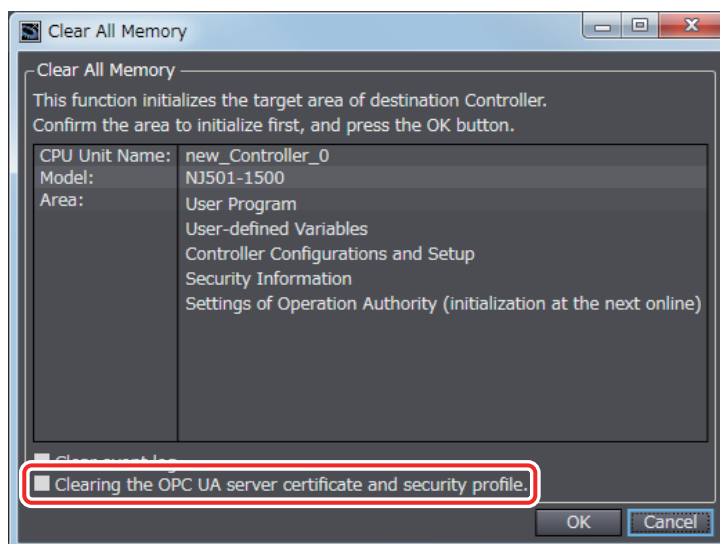 Clear All Memory
Clear All Memory
This function initializes the target area of destination Controller.
Confirm the area to initialize first, and press the OK button.
CPU Unit Name: new_Controller_0
Model: NJ501-1500
Area: User Program
User-defined Variables
Controller Configurations and Setup
Security Information
Settings of Operation Authority (initialization at the next online)
Clear event log
Clearing the OPC UA server certificate and security profile.
OK Cancel